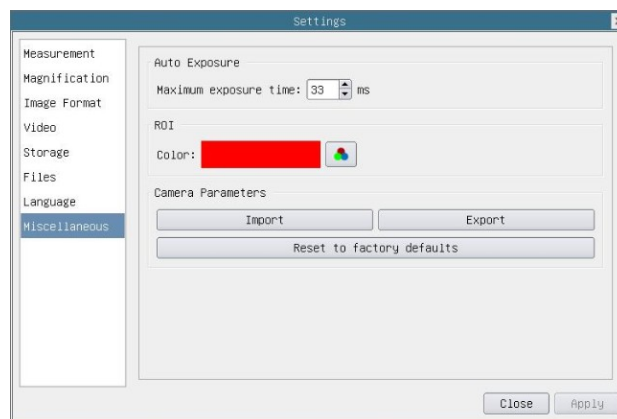 Settings
Measurement
Magnification
Image Format
Video
Storage
Files
Language
Miscellaneous
Auto Exposure
Maximum exposure time: 33 ms
ROI
Color:
Camera Parameters
Import Export
Reset to factory defaults
Close Apply